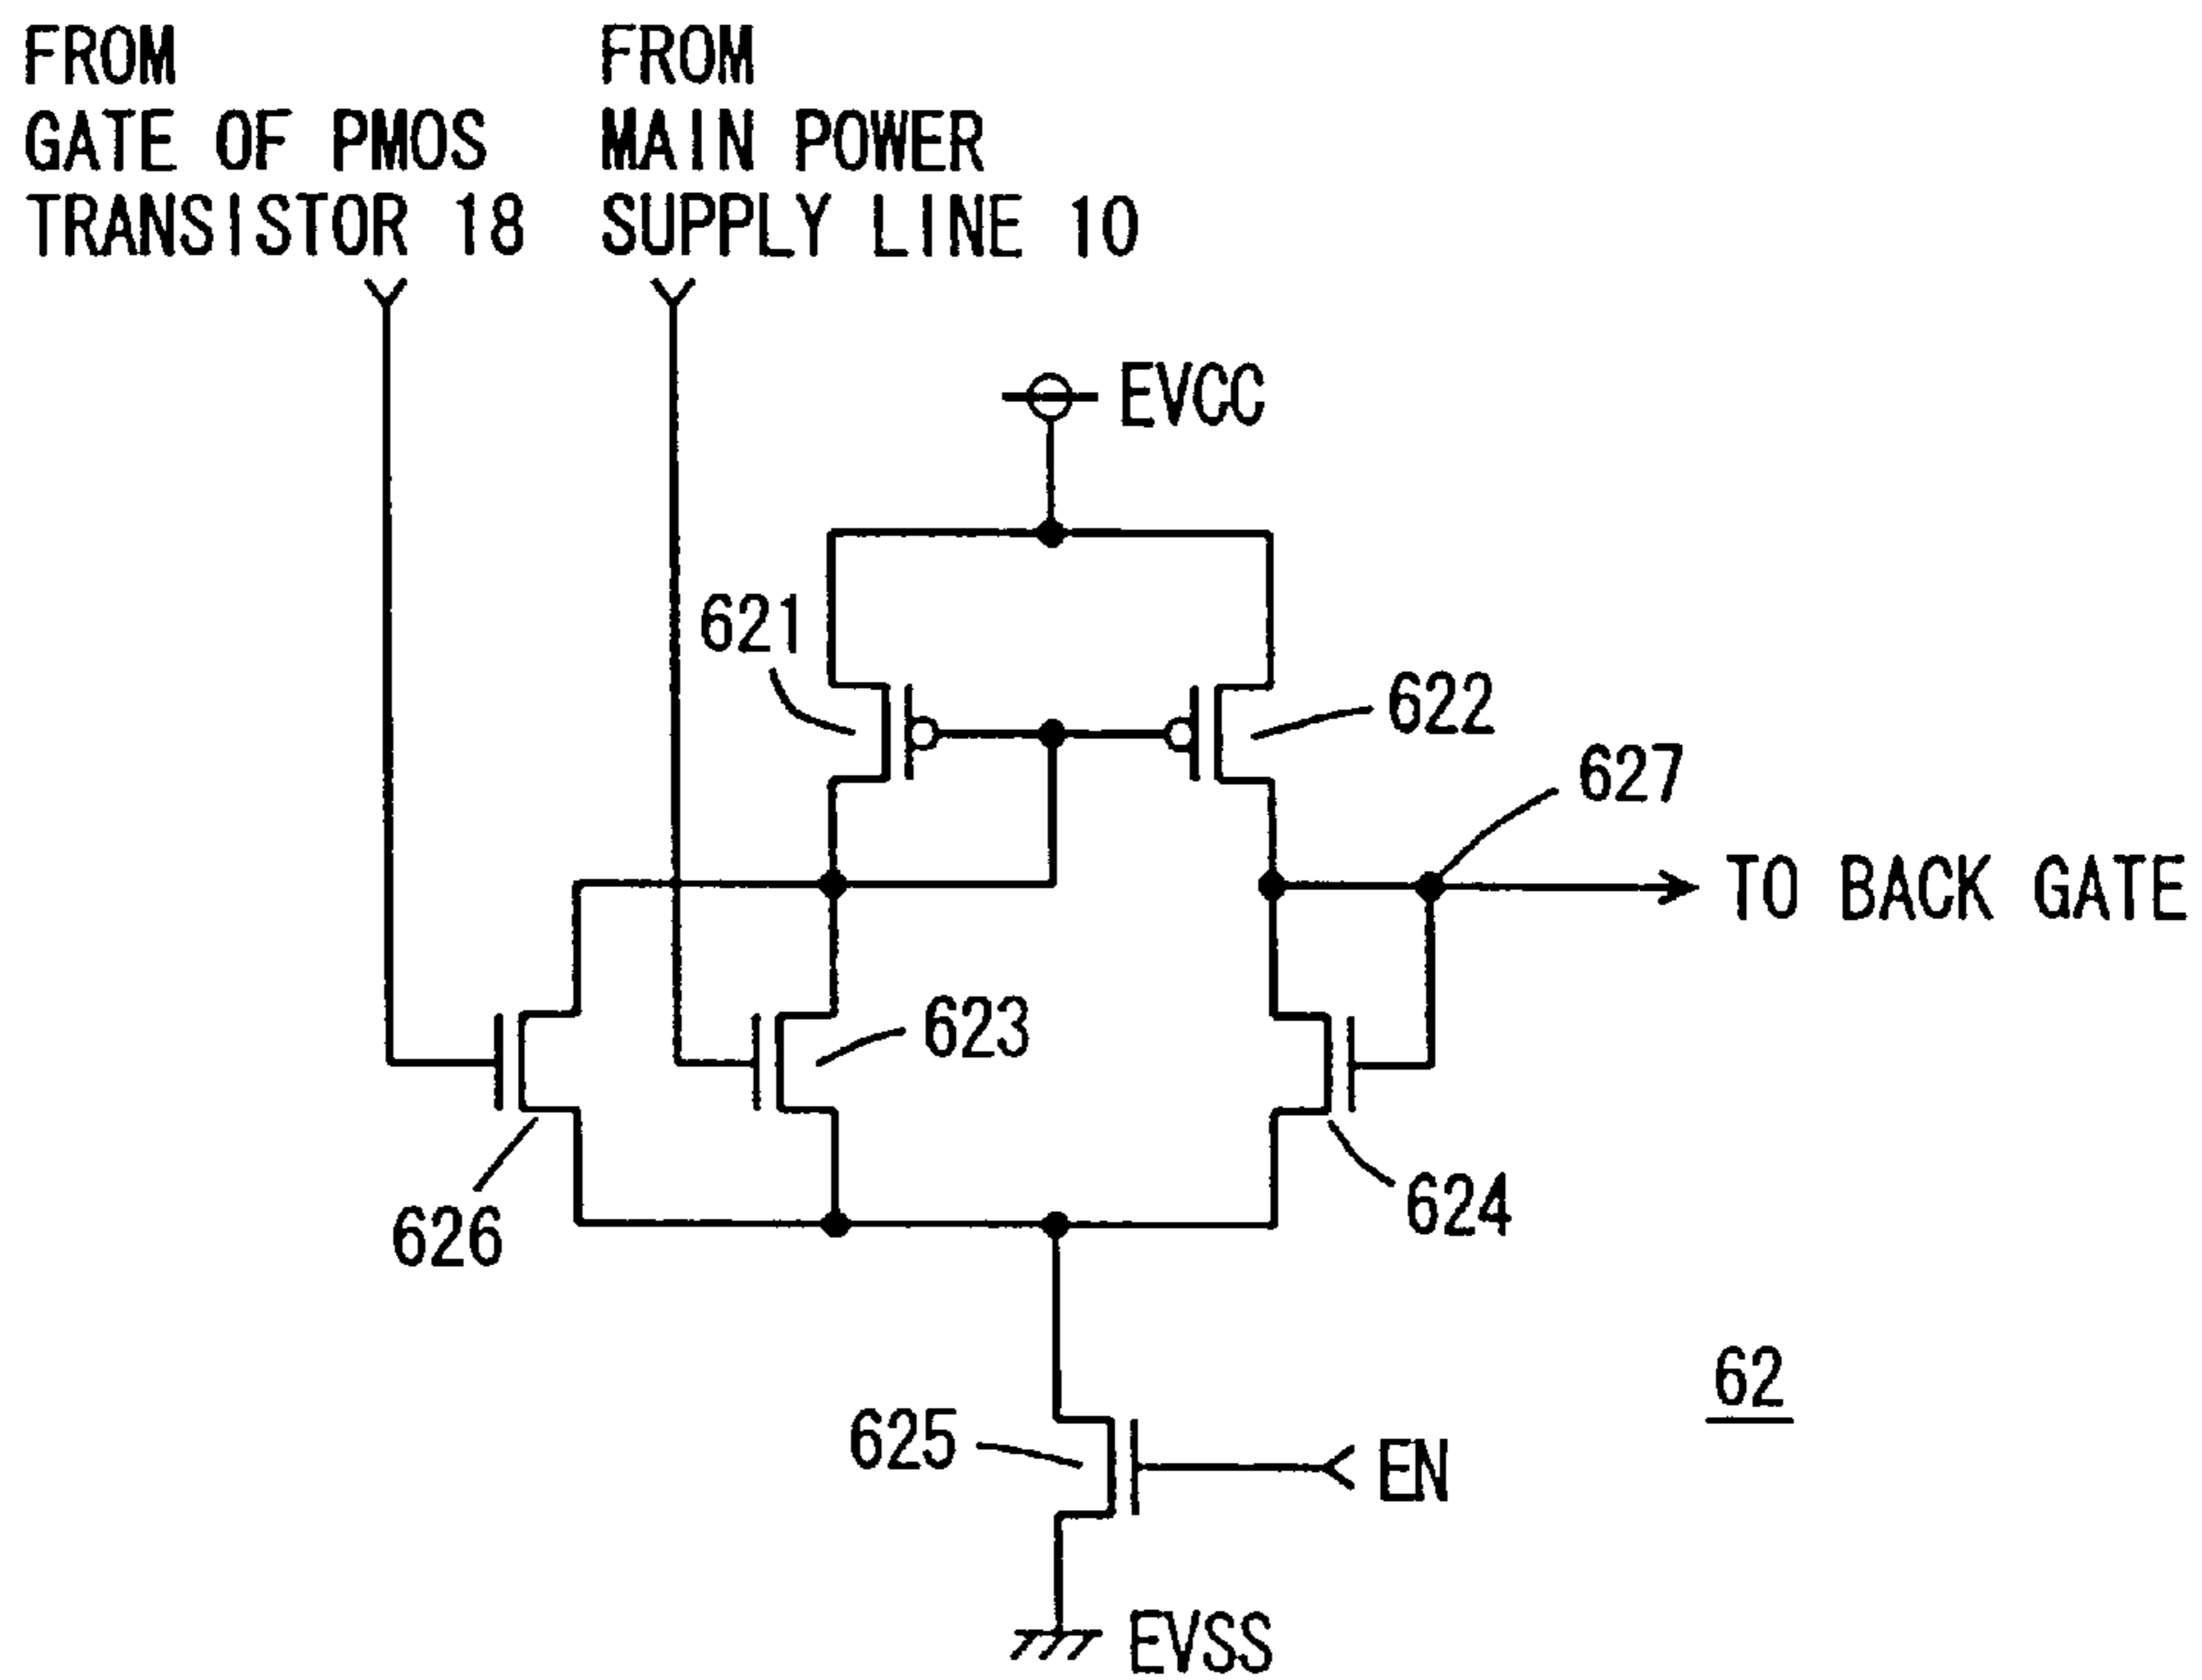 FROM
GATE OF PMOS
TRANSISTOR 18
FROM
MAIN POWER
SUPPLY LINE 10
EVCC
621
622
627
TO BACK GATE
623
626
624
625
EN
62
EVSS